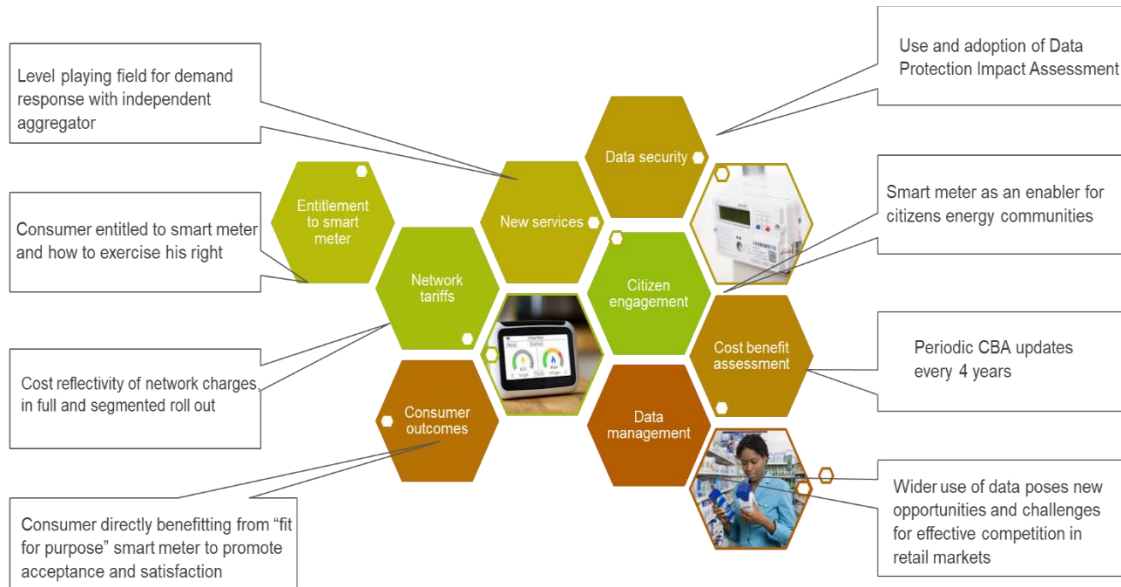 Level playing field for demand
response with independent
aggregator
Use and adoption of Data
Protection Impact Assessment
Data security
Entitlement
to smart
meter
New services
Smart meter as an enabler for
citizens energy communities
Consumer entitled to smart meter
and how to exercise his right
Network
tariffs
Citizen
engagement
Cost benefit
assessment
Periodic CBA updates
every 4 years
Cost reflectivity of network charges
in full and segmented roll out
Consumer
outcomes
Data
management
Consumer directly benefitting from “fit
for purpose” smart meter to promote
acceptance and satisfaction
Wider use of data poses new
opportunities and challenges
for effective competition in
retail markets